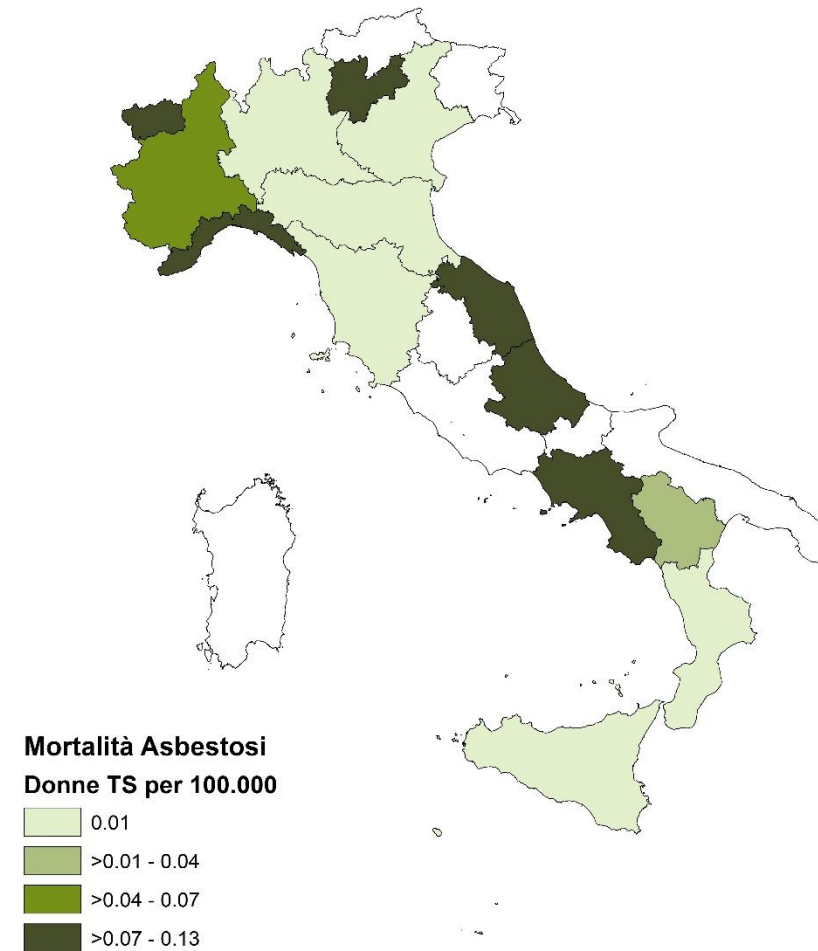 Mortalità Asbestosi
Donne TS per 100.000
0.01
>0.01 - 0.04
>0.04 - 0.07
>0.07 - 0.13